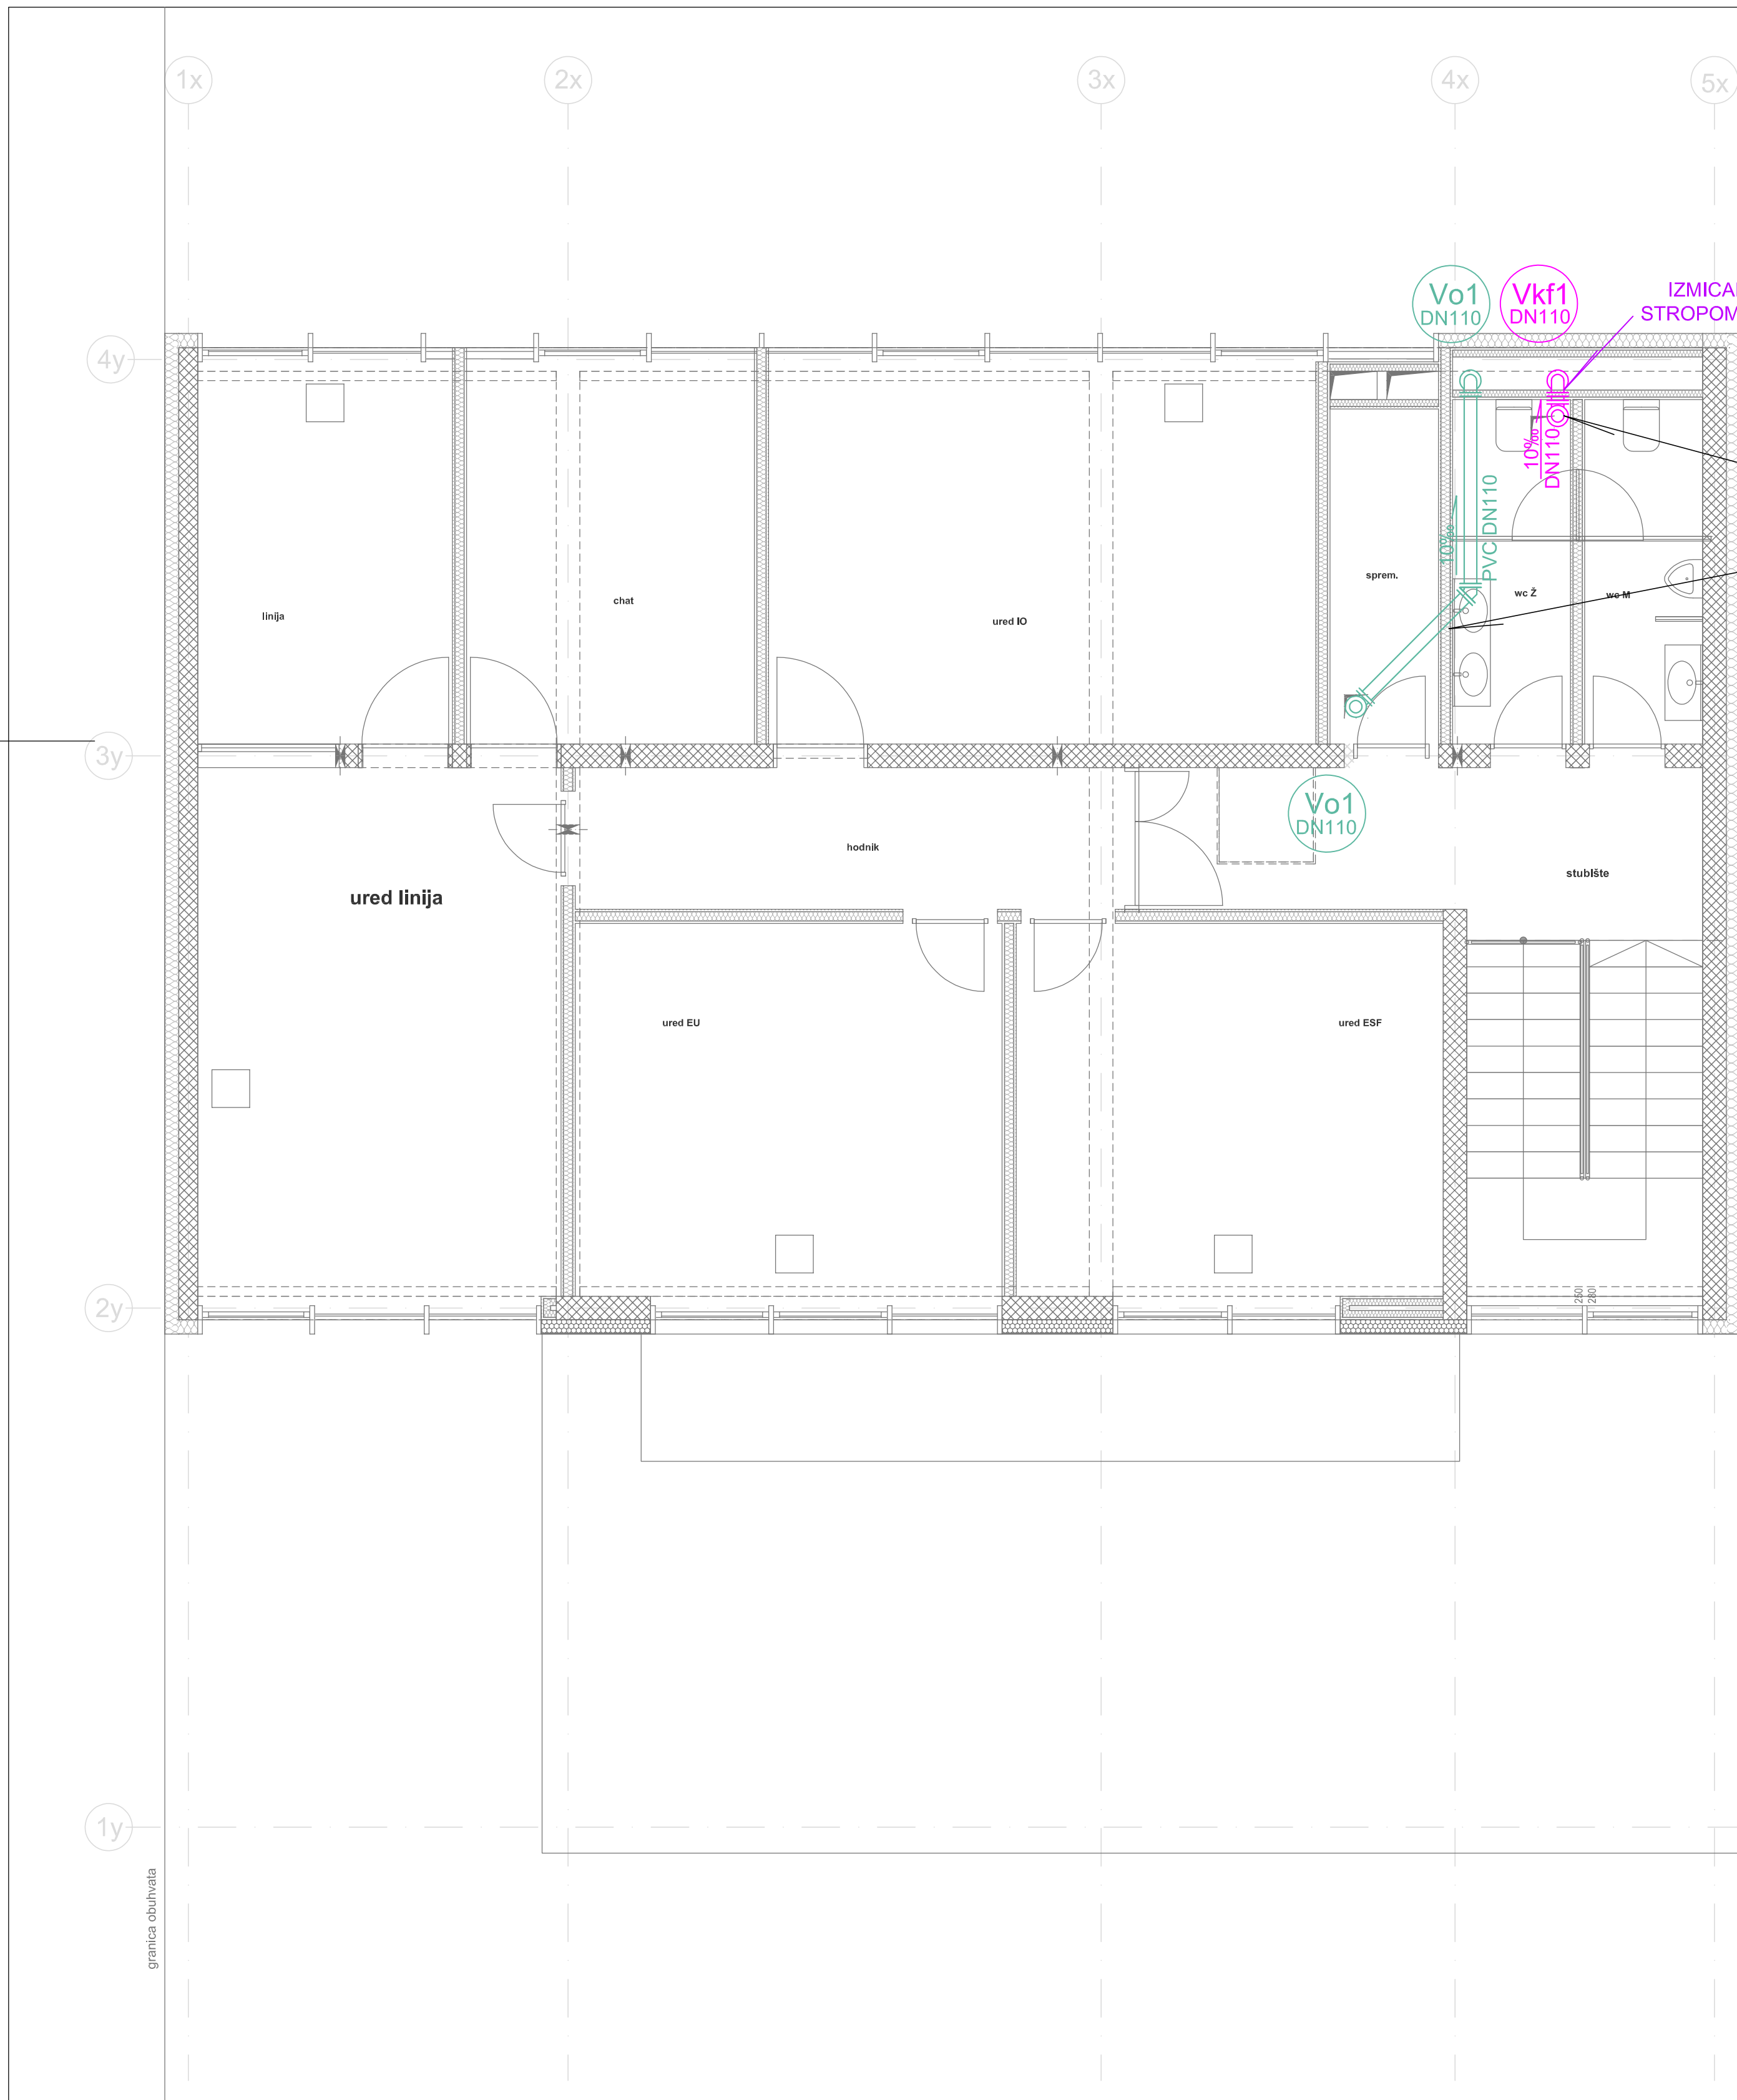 1x
2x
3x
4x
5x
Vo1
DN110
Vkf1
DN110
IZMICA
STROPOM
4y
10‰
DN110
10‰
PVC DN110
linija
chat
ured IO
sprem.
wc Ž
wc M
3y
Vo1
DN110
hodnik
ured linija
stubište
ured EU
ured ESF
250
280
2y
1y
granica obuhvata